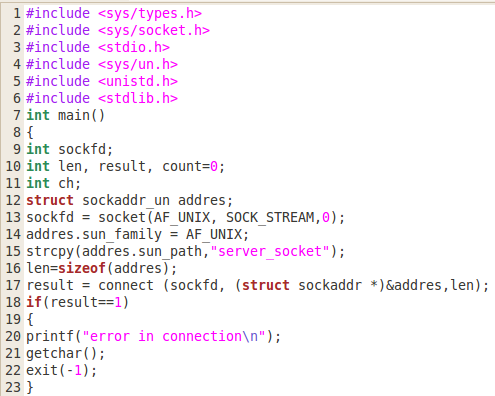 1 #include <sys/types.h>
2 #include <sys/socket.h>
3 #include <stdio.h>
4 #include <sys/un.h>
5 #include <unistd.h>
6 #include <stdlib.h>
7 int main()
8 {
9 int sockfd;
10 int len, result, count=0;
11 int ch;
12 struct sockaddr_un addres;
13 sockfd = socket(AF_UNIX, SOCK_STREAM,0);
14 addres.sun_family = AF_UNIX;
15 strcpy(addres.sun_path,"server_socket");
16 len=sizeof(addres);
17 result = connect (sockfd, (struct sockaddr *)&addres,len);
18 if(result==1)
19 {
20 printf("error in connection\n");
21 getchar();
22 exit(-1);
23 }